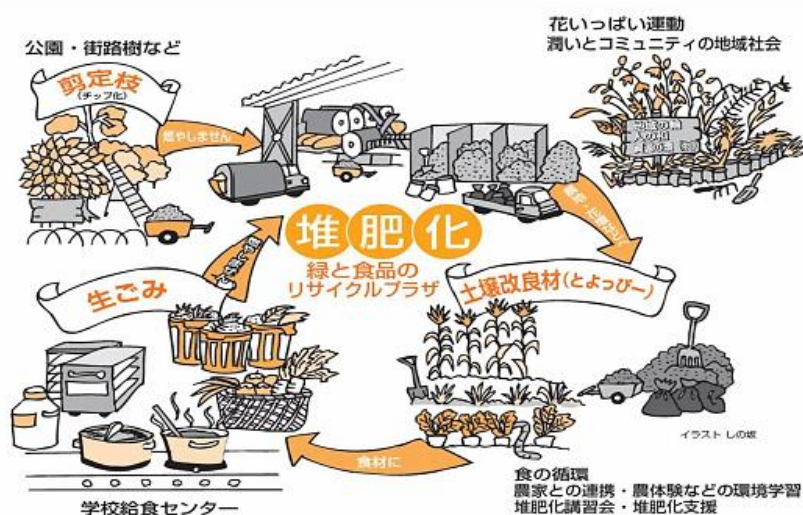 公園・街路樹など
剪定枝
(チップ化)
燃やしません
花いっぱい運動
潤いとコミュニティの地域社会
堆肥化
緑と食品の
リサイクルプラザ
生ごみ
土壌改良材(とよっぴー)
イラスト しの坂
食材に
学校給食センター
食の循環
農家との連携・農体験などの環境学習
堆肥化講習会・堆肥化支援